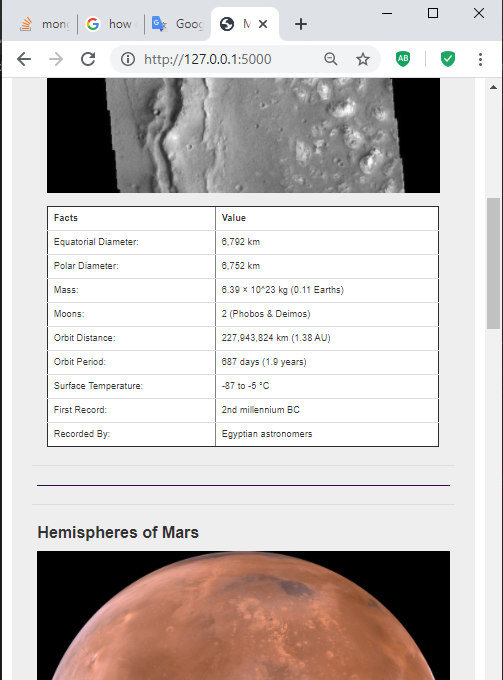 mon
how
Goog
M
http://127.0.0.1:5000
AB
Facts Value
Equatorial Diameter: 6,792 km
Polar Diameter: 6,752 km
Mass: 6.39 × 10^23 kg (0.11 Earths)
Moons: 2 (Phobos & Deimos)
Orbit Distance: 227,943,824 km (1.38 AU)
Orbit Period: 687 days (1.9 years)
Surface Temperature: -87 to -5 °C
First Record: 2nd millennium BC
Recorded By: Egyptian astronomers
Hemispheres of Mars